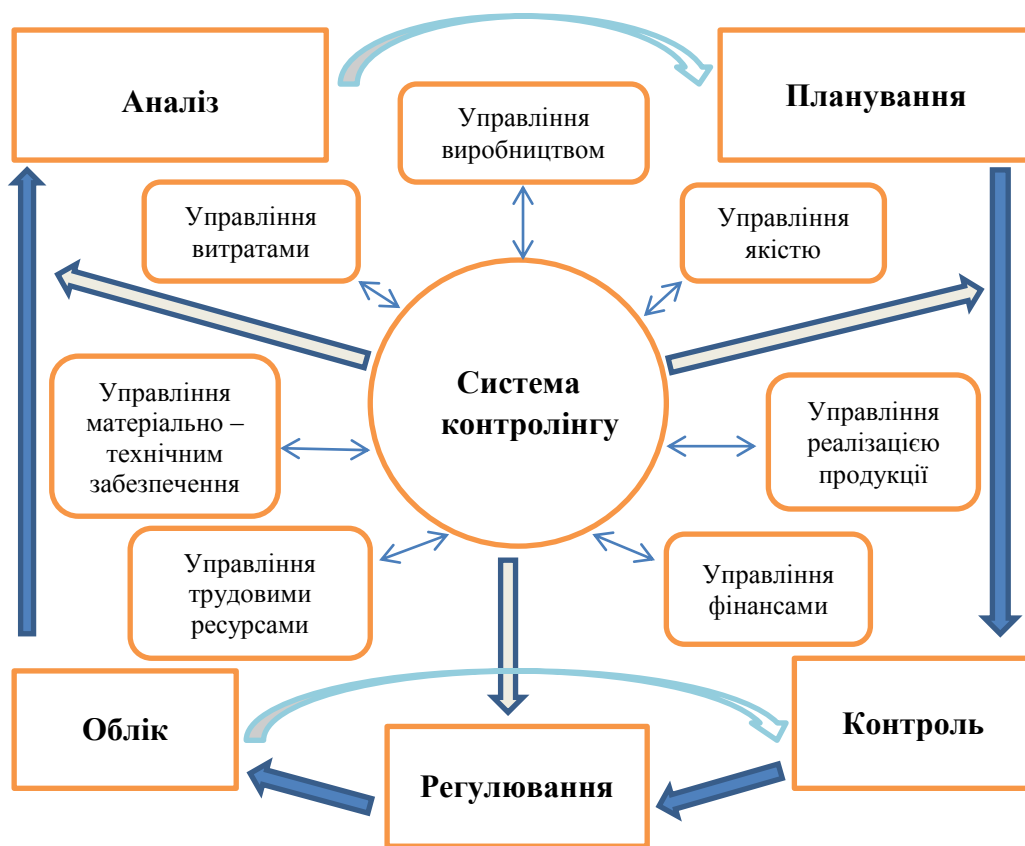 Аналіз
Планування
Управління
виробництвом
Управління
витратами
Управління
якістю
Система
контролінгу
Управління
матеріально –
технічним
забезпечення
Управління
реалізацією
продукції
Управління
трудовими
ресурсами
Управління
фінансами
Облік
Регулювання
Контроль